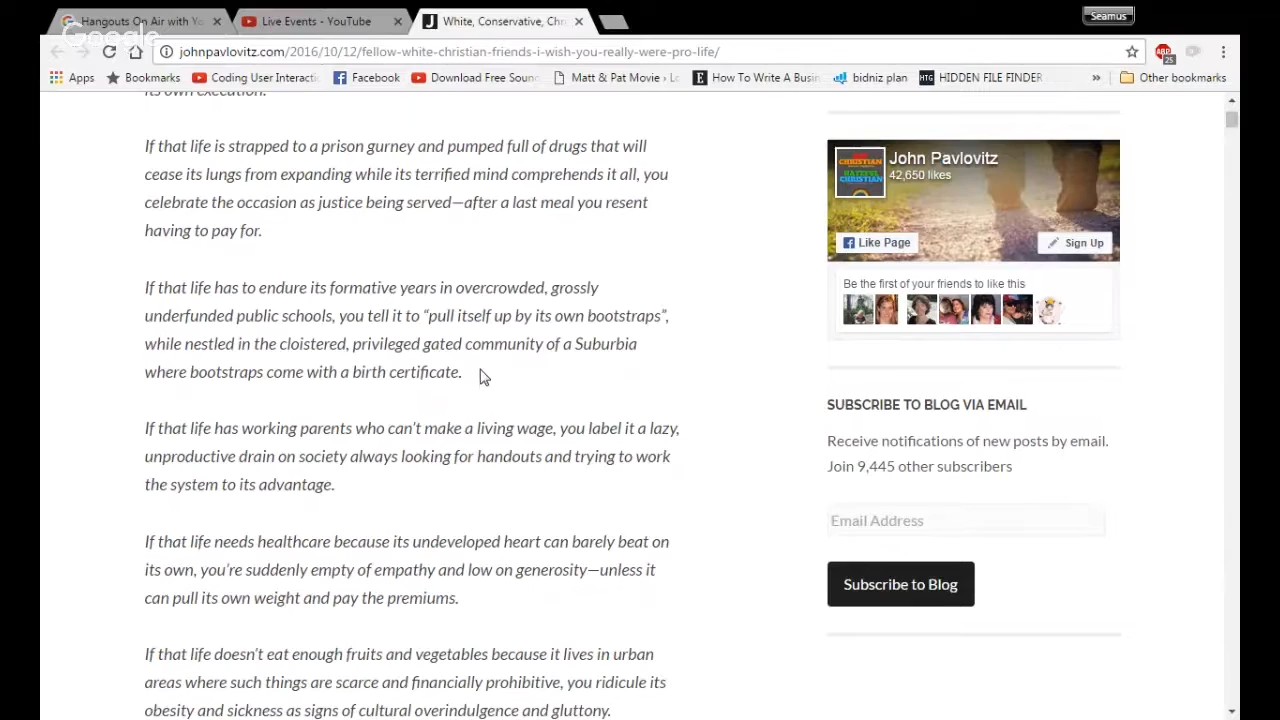 Hangouts On Air with Yo
Live Events - YouTube
White, Conservative, Chr
Seamus
Google
johnpavlovitz.com/2016/10/12/fellow-white-christian-friends-i-wish-you-really-were-pro-life/
ABP
25
Apps
Bookmarks
Coding User Interacti
Facebook
Download Free Soun
Matt & Pat Movie › Lo
How To Write A Busin
bidniz plan
HTG
HIDDEN FILE FINDER
»
Other bookmarks
its own execution.
If that life is strapped to a prison gurney and pumped full of drugs that will
cease its lungs from expanding while its terrified mind comprehends it all, you
celebrate the occasion as justice being served—after a last meal you resent
having to pay for.
If that life has to endure its formative years in overcrowded, grossly
underfunded public schools, you tell it to “pull itself up by its own bootstraps”,
while nestled in the cloistered, privileged gated community of a Suburbia
where bootstraps come with a birth certificate.
If that life has working parents who can’t make a living wage, you label it a lazy,
unproductive drain on society always looking for handouts and trying to work
the system to its advantage.
If that life needs healthcare because its undeveloped heart can barely beat on
its own, you’re suddenly empty of empathy and low on generosity—unless it
can pull its own weight and pay the premiums.
If that life doesn’t eat enough fruits and vegetables because it lives in urban
areas where such things are scarce and financially prohibitive, you ridicule its
obesity and sickness as signs of cultural overindulgence and gluttony.
CHRISTIAN
HATEFUL
CHRISTIAN
John Pavlovitz
42,650 likes
Like Page
Sign Up
Be the first of your friends to like this
SUBSCRIBE TO BLOG VIA EMAIL
Receive notifications of new posts by email.
Join 9,445 other subscribers
Email Address
Subscribe to Blog